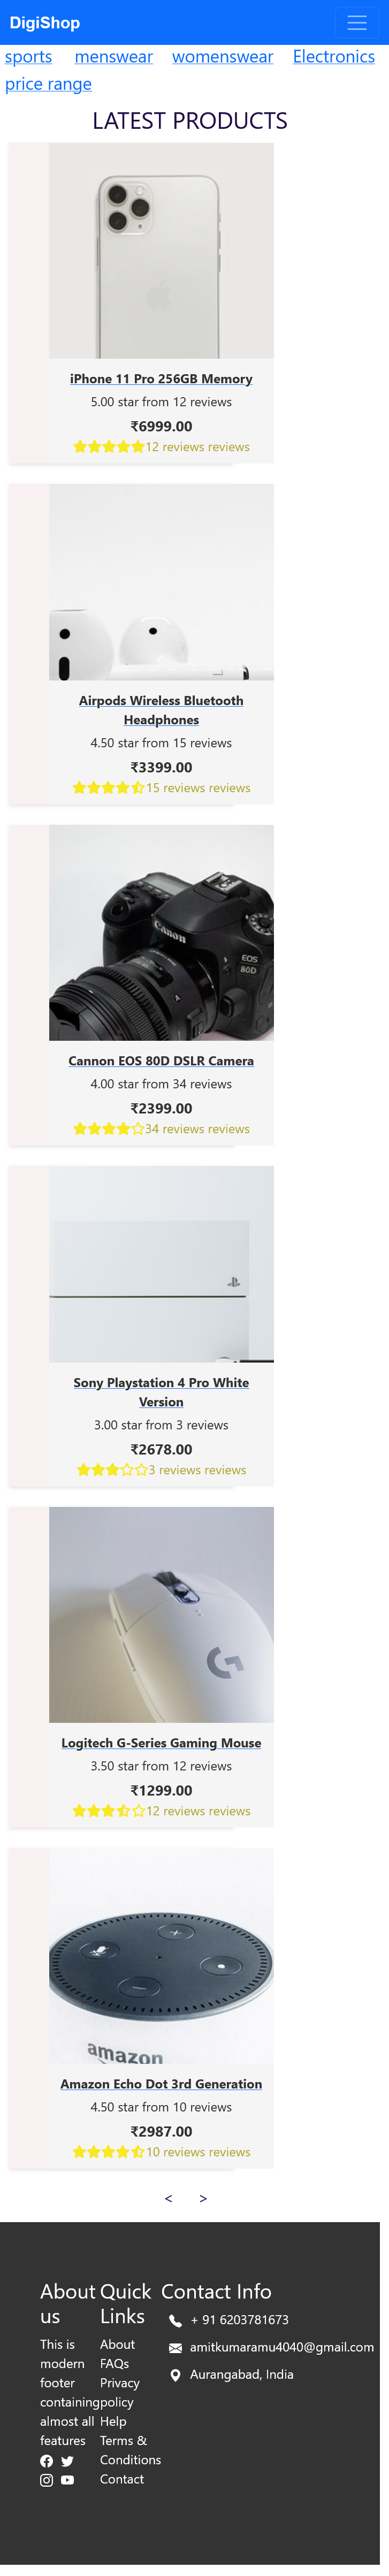 DigiShop
sports menswear womenswear Electronics
price range
LATEST PRODUCTS
iPhone 11 Pro 256GB Memory
5.00 star from 12 reviews
₹6999.00
12 reviews reviews
Airpods Wireless Bluetooth
Headphones
4.50 star from 15 reviews
₹3399.00
15 reviews reviews
Canon
EOS
80D
Cannon EOS 80D DSLR Camera
4.00 star from 34 reviews
₹2399.00
34 reviews reviews
Sony Playstation 4 Pro White
Version
3.00 star from 3 reviews
₹2678.00
3 reviews reviews
G
Logitech G-Series Gaming Mouse
3.50 star from 12 reviews
₹1299.00
12 reviews reviews
amazon
Amazon Echo Dot 3rd Generation
4.50 star from 10 reviews
₹2987.00
10 reviews reviews
< >
About
us
This is
modern
footer
containing
almost all
features
Quick
Links
About
FAQs
Privacy
policy
Help
Terms &
Conditions
Contact
Contact Info
+ 91 6203781673
amitkumaramu4040@gmail.com
Aurangabad, India